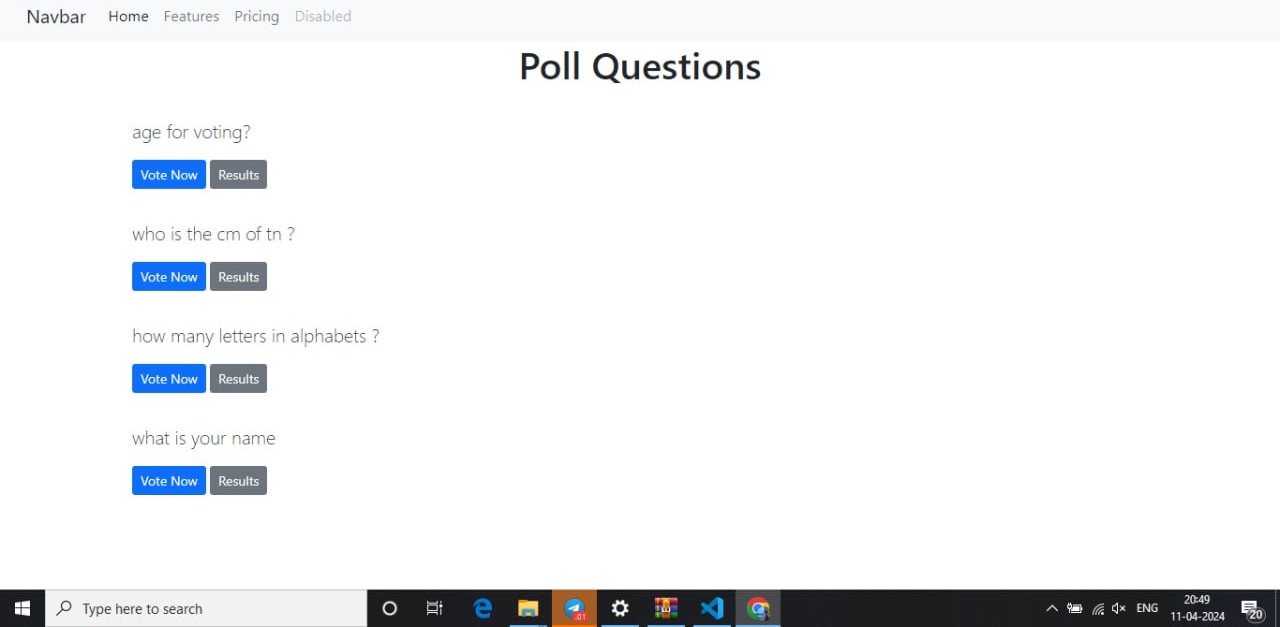 Navbar Home Features Pricing Disabled
Poll Questions
age for voting?
Vote Now Results
who is the cm of tn ?
Vote Now Results
how many letters in alphabets ?
Vote Now Results
what is your name
Vote Now Results
Type here to search
ENG
20:49
11-04-2024
20